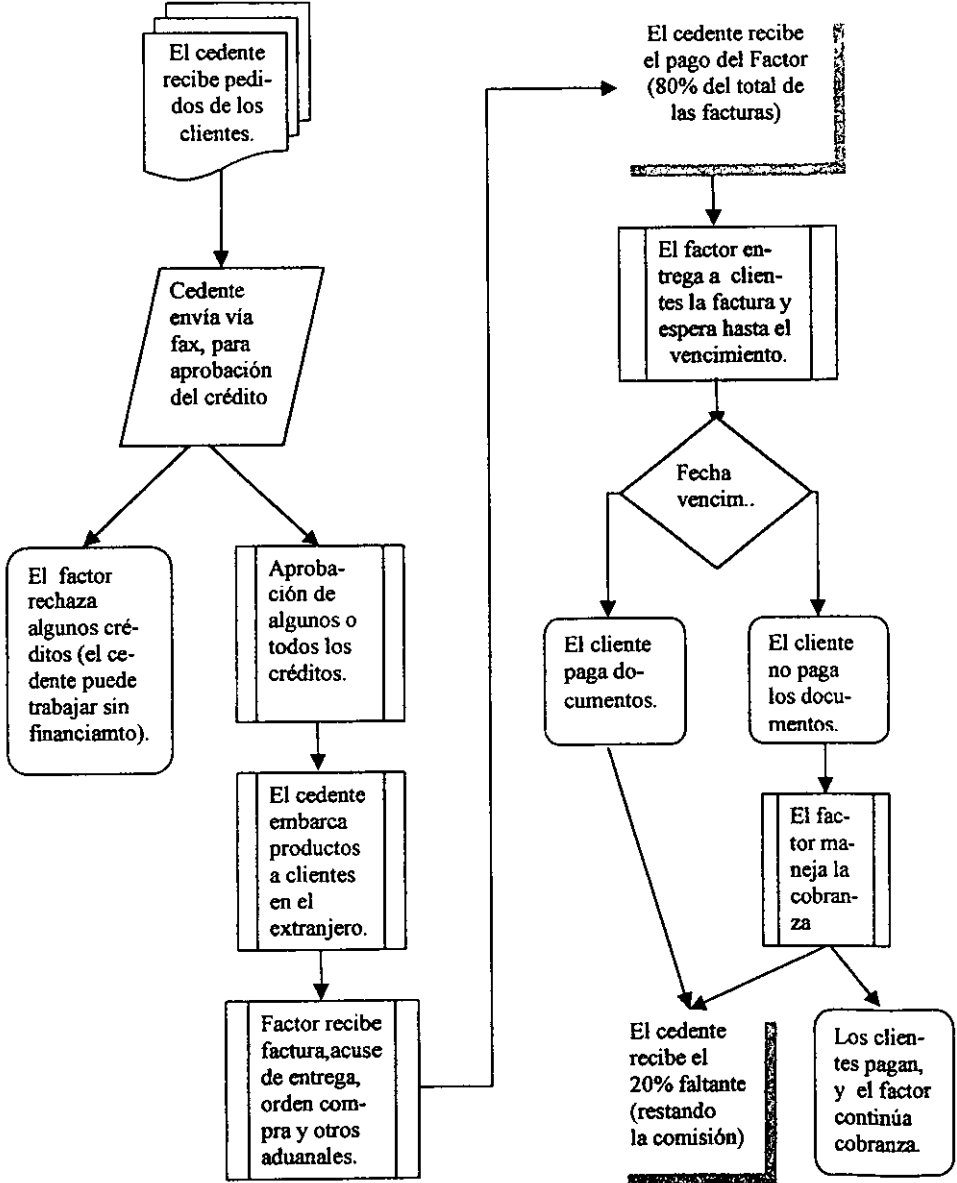 El cedente
recibe pedi-
dos de los
clientes.
Cedente
envía vía
fax, para
aprobación
del crédito
El factor
rechaza
algunos cré-
ditos (el ce-
dente puede
trabajar sin
financiamto).
Aproba-
ción de
algunos o
todos los
créditos.
El cedente
embarca
productos
a clientes
en el
extranjero.
Factor recibe
factura,acuse
de entrega,
orden com-
pra y otros
aduanales.
El cedente recibe
el pago del Factor
(80% del total de
las facturas)
El factor en-
trega a clien-
tes la factura y
espera hasta el
vencimiento.
Fecha
vencim..
El cliente
paga do-
cumentos.
El cliente
no paga
los docu-
mentos.
El fac-
tor ma-
neja la
cobran-
za
El cedente
recibe el
20% faltante
(restando
la comisión)
Los clien-
tes pagan,
y el factor
continúa
cobranza.